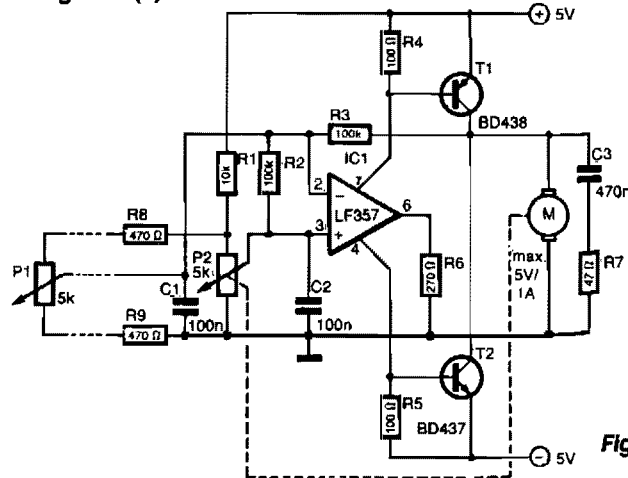 + 5V
R4
100 Ω
T1
BD438
R3
100k
IC1
C3
470n
R1
10k
R2
100k
2
7
LF357
6
3
4
M
R8
470 Ω
P1
5k
P2
5k
R6
270 Ω
max.
5V/
1A
R7
47 Ω
C1
100n
C2
100n
R9
470 Ω
T2
R5
100 Ω
BD437
Fig
− 5V